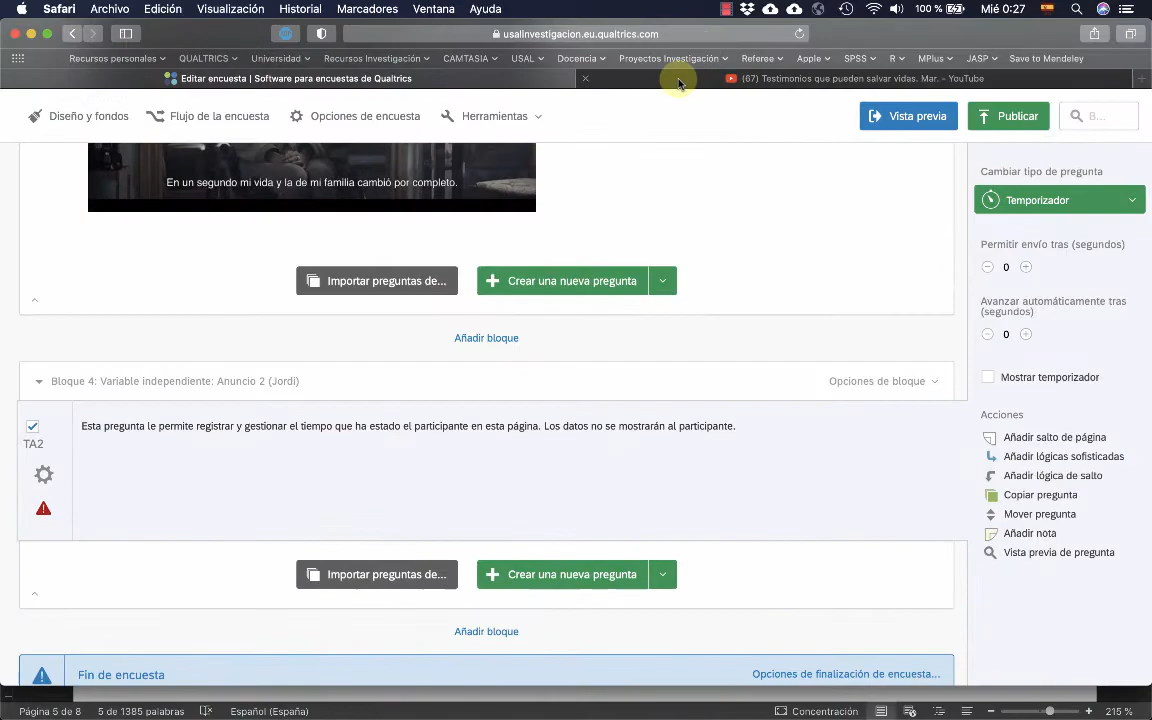 Safari Archivo Edición Visualización Historial Marcadores Ventana Ayuda 100 % Mié 0:27
usalinvestigacion.eu.qualtrics.com
Recursos personales QUALTRICS Universidad Recursos Investigación CAMTASIA USAL Docencia Proyectos Investigación Referee Apple SPSS R MPlus JASP Save to Mendeley
Editar encuesta | Software para encuestas de Qualtrics (67) Testimonios que pueden salvar vidas. Mar. - YouTube
Diseño y fondos Flujo de la encuesta Opciones de encuesta Herramientas Vista previa Publicar B...
En un segundo mi vida y la de mi familia cambió por completo.
Importar preguntas de... Crear una nueva pregunta
Añadir bloque
Bloque 4: Variable independiente: Anuncio 2 (Jordi) Opciones de bloque
TA2
Esta pregunta le permite registrar y gestionar el tiempo que ha estado el participante en esta página. Los datos no se mostrarán al participante.
Importar preguntas de... Crear una nueva pregunta
Añadir bloque
Fin de encuesta Opciones de finalización de encuesta...
Cambiar tipo de pregunta
Temporizador
Permitir envío tras (segundos)
0
Avanzar automáticamente tras
(segundos)
0
Mostrar temporizador
Acciones
Añadir salto de página
Añadir lógicas sofisticadas
Añadir lógica de salto
Copiar pregunta
Mover pregunta
Añadir nota
Vista previa de pregunta
Página 5 de 8 5 de 1385 palabras Español (España) Concentración 215 %